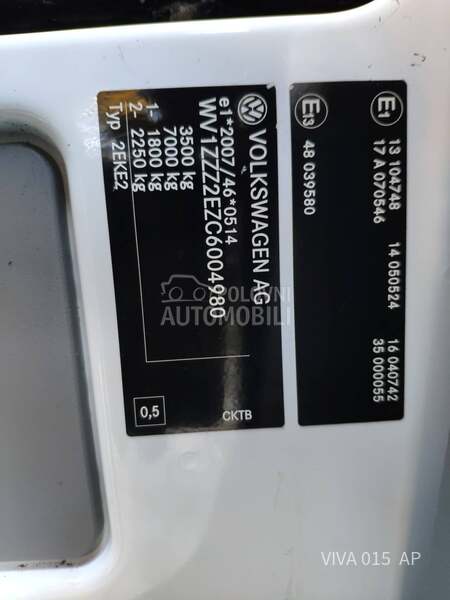 VOLKSWAGEN AG
e1*2007/46*0514
WV1ZZZ2EZC6004980
3500 kg
7000 kg
1- 1800 kg
2- 2250 kg
Typ 2EKE2
0,5
CKTB
E1
13 104748 14 050524 16 040742
17 A 070546 35 000055
E13
48 039580
POLOVNI
AUTOMOBILI
VIVA 015 AP